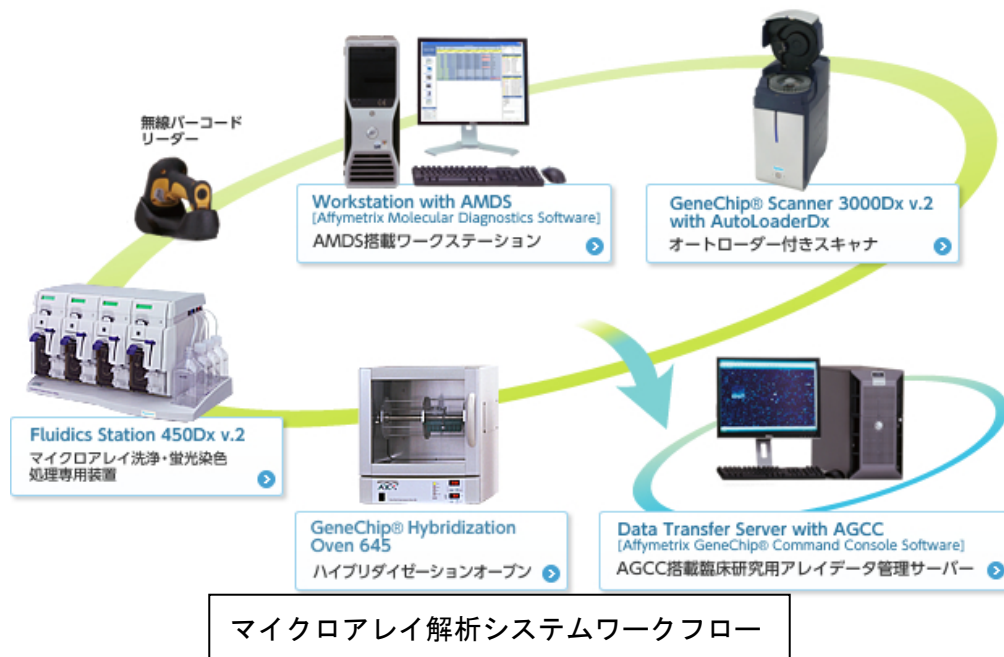 無線バーコード
リーダー
Workstation with AMDS
[Affymetrix Molecular Diagnostics Software]
AMDS搭載ワークステーション
GeneChip® Scanner 3000Dx v.2
with AutoLoaderDx
オートローダー付きスキャナ
Fluidics Station 450Dx v.2
マイクロアレイ洗浄・蛍光染色
処理専用装置
GeneChip® Hybridization
Oven 645
ハイブリダイゼーションオーブン
Data Transfer Server with AGCC
[Affymetrix GeneChip® Command Console Software]
AGCC搭載臨床研究用アレイデータ管理サーバー
マイクロアレイ解析システムワークフロー